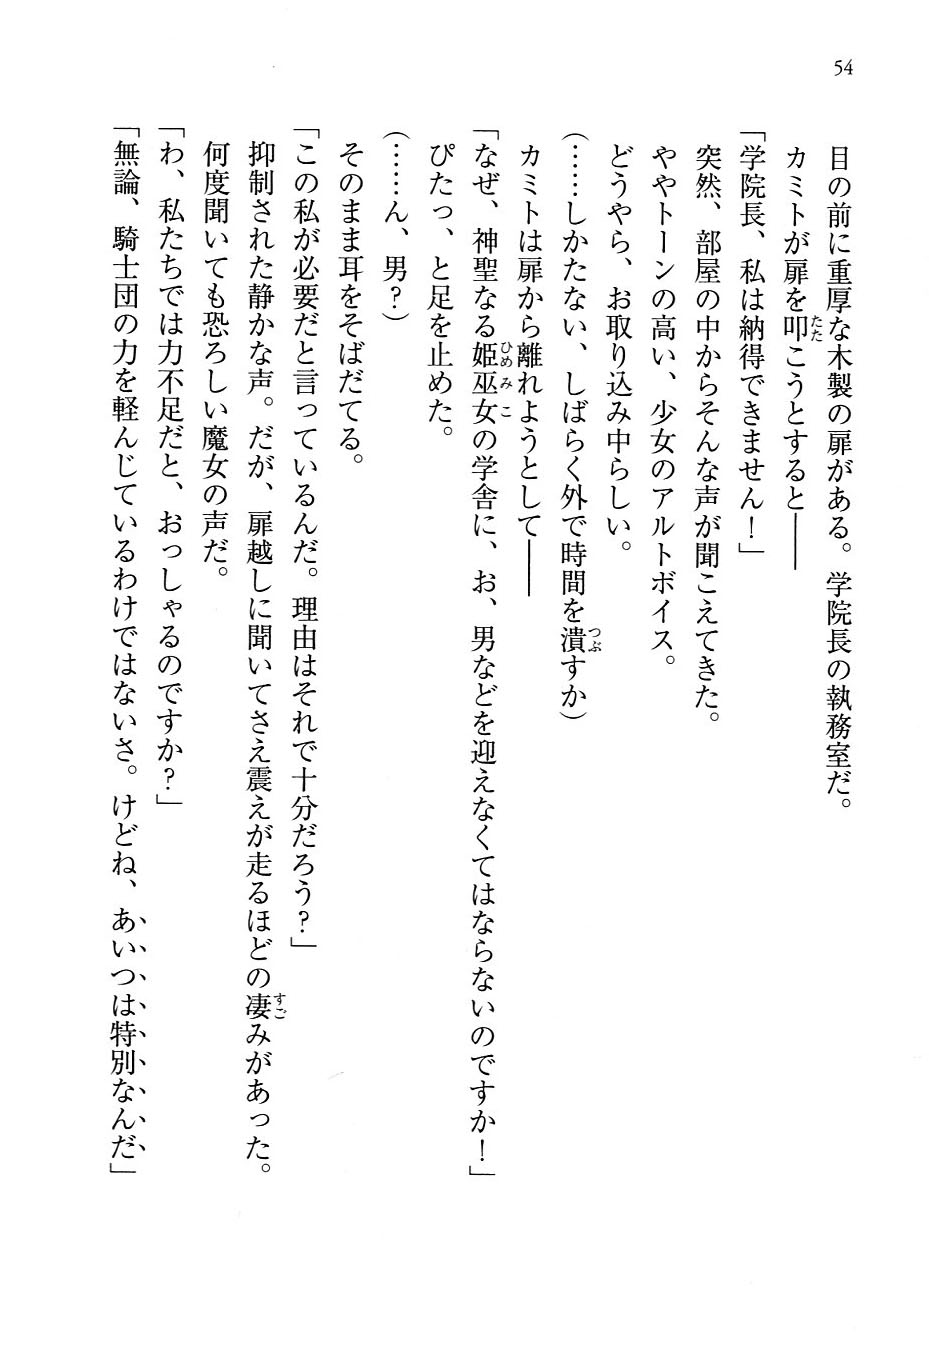 54
目の前に重厚な木製の扉がある。学院長の執務室だ。
カミトが扉を叩こうとすると――
「学院長、私は納得できません！」
突然、部屋の中からそんな声が聞こえてきた。
ややトーンの高い、少女のアルトボイス。
どうやら、お取り込み中らしい。
（……しかたない、しばらく外で時間を潰すか）
カミトは扉から離れようとして――
「なぜ、神聖なる姫巫女の学舎に、お、男などを迎えなくてはならないのですか！」
ぴたっ、と足を止めた。
（……ん、男？）
そのまま耳をそばだてる。
「この私が必要だと言っているんだ。理由はそれで十分だろう？」
抑制された静かな声。だが、扉越しに聞いてさえ震えが走るほどの凄みがあった。
何度聞いても恐ろしい魔女の声だ。
「わ、私たちでは力不足だと、おっしゃるのですか？」
「無論、騎士団の力を軽んじているわけではないさ。けどね、あいつは特別なんだ」